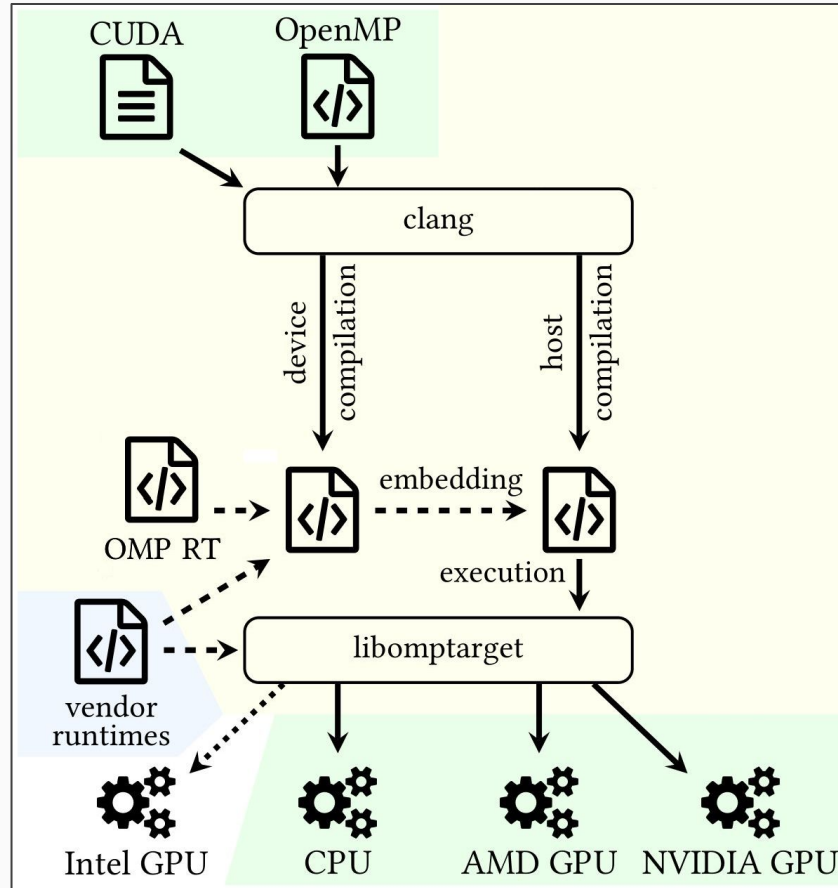 CUDA
OpenMP
clang
device
compilation
host
compilation
embedding
OMP RT
execution
libomptarget
vendor
runtimes
Intel GPU
CPU
AMD GPU
NVIDIA GPU